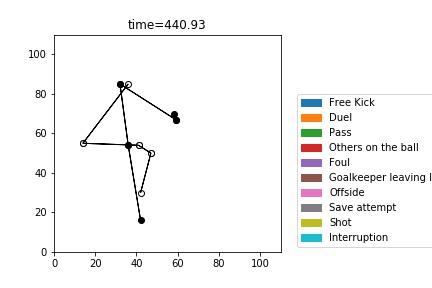 time=440.93
100
80
60
40
20
0
0 20 40 60 80 100
Free Kick
Duel
Pass
Others on the ball
Foul
Goalkeeper leaving l
Offside
Save attempt
Shot
Interruption